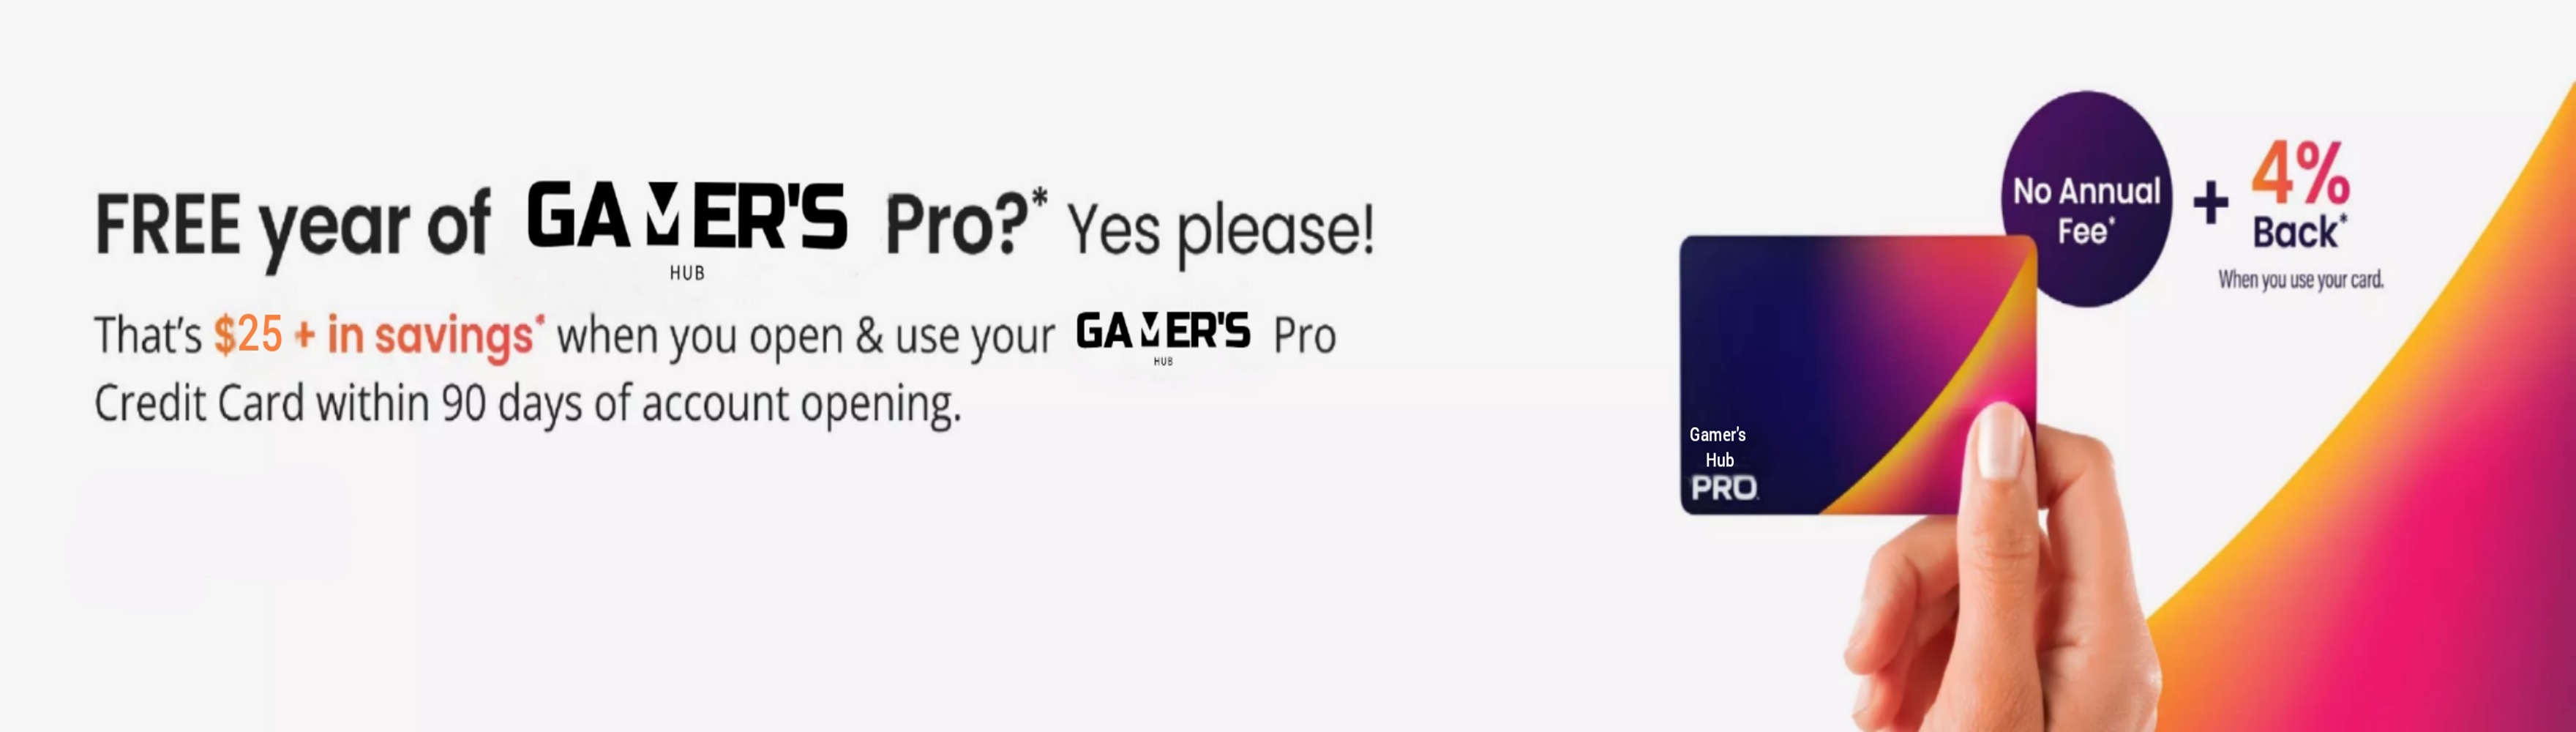 FREE year of GAMER'S Pro?* Yes please!
HUB
That's $25 + in savings* when you open & use your GAMER'S Pro
HUB
Credit Card within 90 days of account opening.
No Annual
Fee*
+
4%
Back*
When you use your card.
Gamer's
Hub
PRO